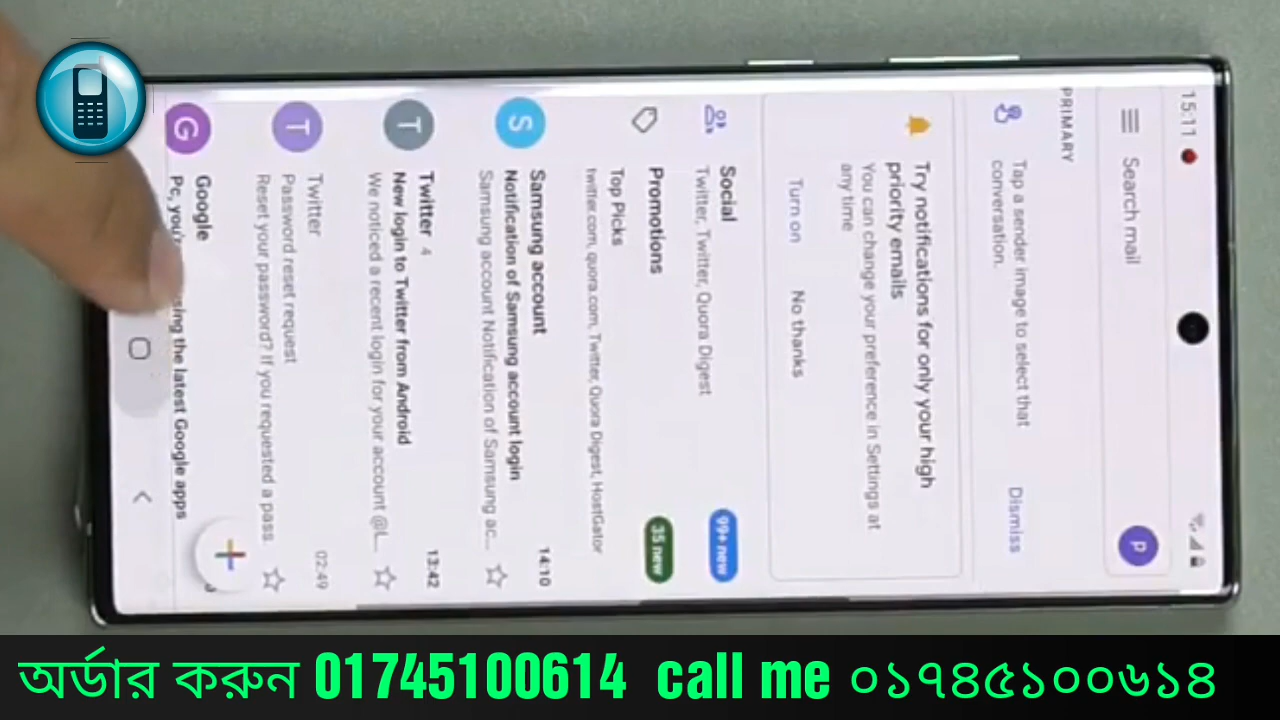 15:11
Search mail
P
PRIMARY
Tap a sender image to select that
conversation.
Dismiss
Try notifications for only your high
priority emails
You can change your preference in Settings at
any time
Turn on No thanks
Social
Twitter, Twitter, Quora Digest
99+ new
Promotions
35 new
Top Picks
twitter.com, quora.com, Twitter, Quora Digest, HostGator
S
Samsung account
14:10
Notification of Samsung account login
Samsung account Notification of Samsung ac...
T
Twitter 4
13:42
New login to Twitter from Android
We noticed a recent login for your account @L...
T
Twitter
02:49
Password reset request
Reset your password? If you requested a pass
G
Google
Pc, you're using the latest Google apps
অর্ডার করুন 01745100614 call me ০১৭৪৫১০০৬১৪